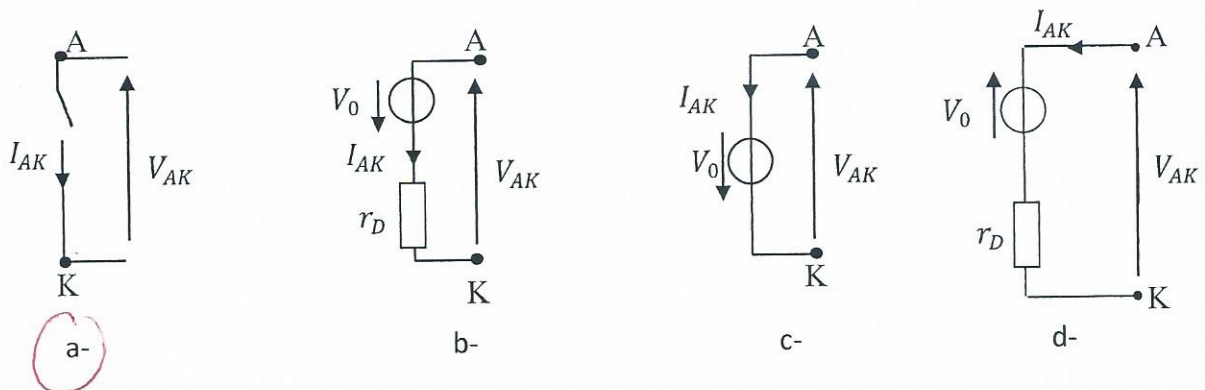 A
I_AK
V_AK
K
a-
A
V_0
I_AK
V_AK
r_D
K
b-
I_AK
V_0
A
V_AK
K
c-
I_AK
A
V_0
V_AK
r_D
K
d-